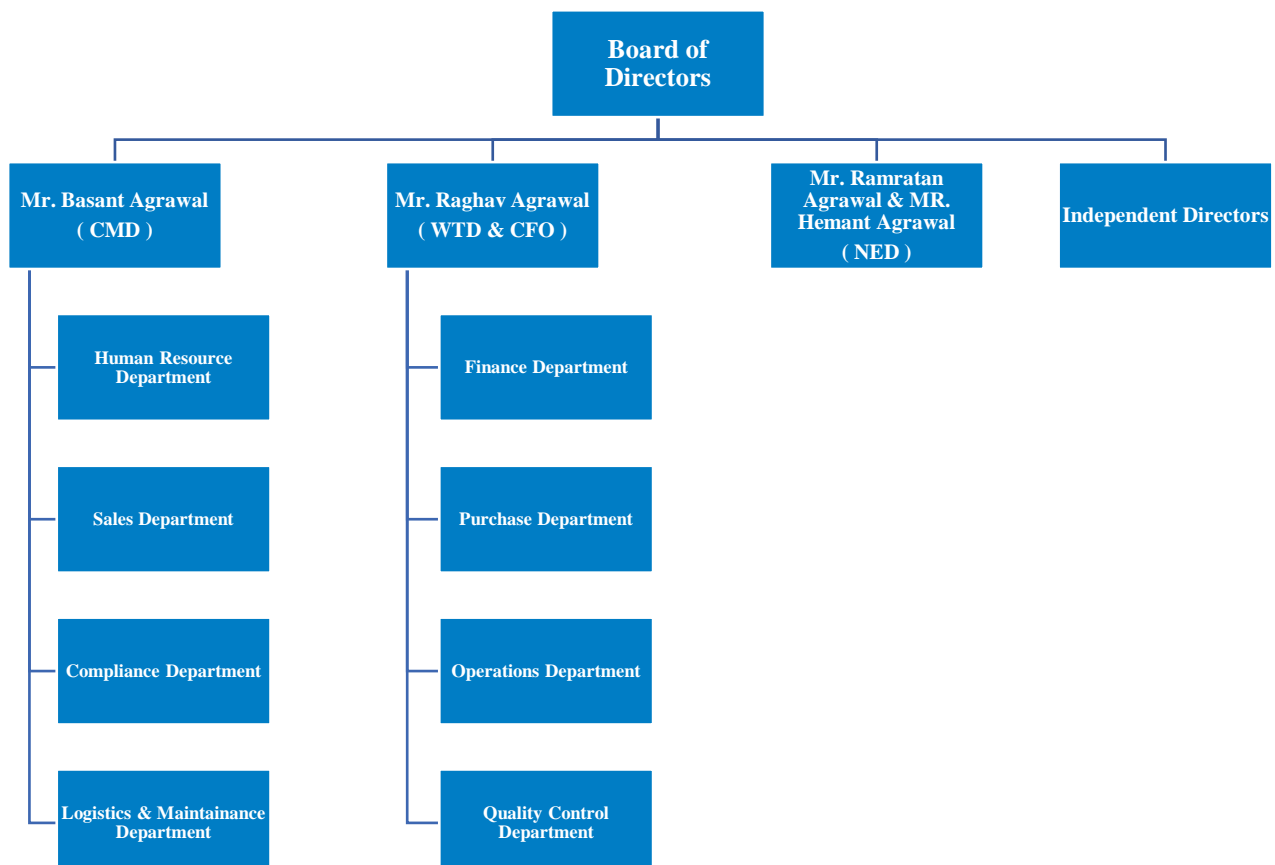 Board of
Directors
Mr. Basant Agrawal
( CMD )
Mr. Raghav Agrawal
( WTD & CFO )
Mr. Ramratan
Agrawal & MR.
Hemant Agrawal
( NED )
Independent Directors
Human Resource
Department
Sales Department
Compliance Department
Logistics & Maintainance
Department
Finance Department
Purchase Department
Operations Department
Quality Control
Department